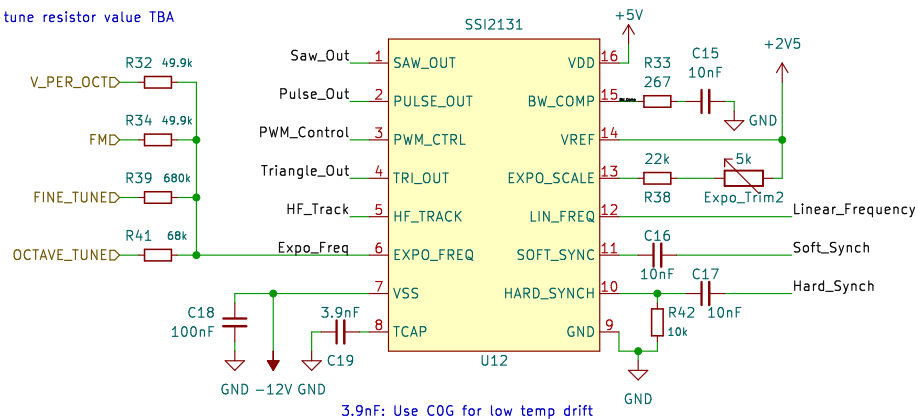 tune resistor value TBA
SSI2131
+5V
+2V5
V_PER_OCT
R32 49.9k
FM
R34 49.9k
FINE_TUNED
R39 680k
OCTAVE_TUNED
R41 68k
Saw_Out
1
SAW_OUT
Pulse_Out
2
PULSE_OUT
PWM_Control
3
PWM_CTRL
Triangle_Out
4
TRI_OUT
HF_Track
5
HF_TRACK
Expo_Freq
6
EXPO_FREQ
7
VSS
8
TCAP
VDD
16
BW_COMP
15
R33
267
C15
10nF
GND
VREF
14
EXPO_SCALE
13
22k
R38
5k
Expo_Trim2
LIN_FREQ
12
Linear_Frequency
SOFT_SYNC
11
C16
10nF
Soft_Synch
HARD_SYNCH
10
C17
10nF
Hard_Synch
R42
10k
GND
9
GND
C18
100nF
GND
-12V
GND
3.9nF
C19
U12
3.9nF: Use C0G for low temp drift